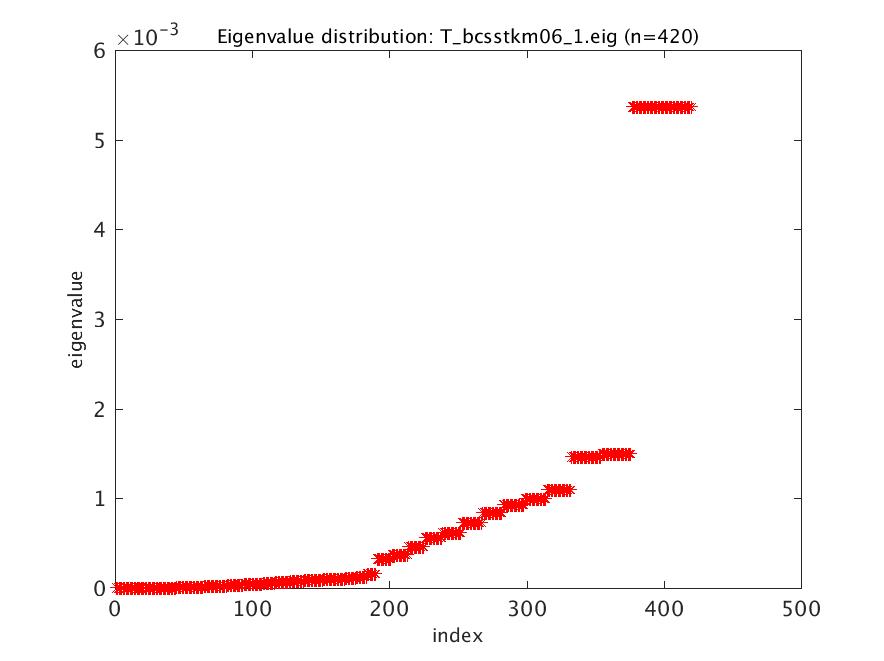 ×10⁻³
Eigenvalue distribution: T_bcsstkm06_1.eig (n=420)
6
5
4
3
2
1
0
eigenvalue
0 100 200 300 400 500
index